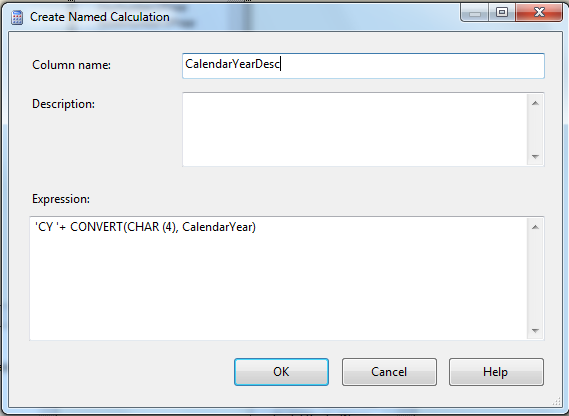 Create Named Calculation
Column name:
CalendarYearDesc
Description:
Expression:
'CY '+ CONVERT(CHAR (4), CalendarYear)
OK
Cancel
Help